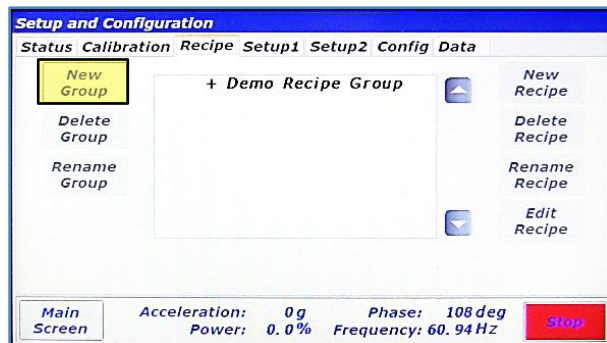 Setup and Configuration
Status Calibration Recipe Setup1 Setup2 Config Data
New
Group
Delete
Group
Rename
Group
+ Demo Recipe Group
New
Recipe
Delete
Recipe
Rename
Recipe
Edit
Recipe
Main
Screen
Acceleration: 0 g
Power: 0.0%
Phase: 108 deg
Frequency: 60.94 Hz
Stop